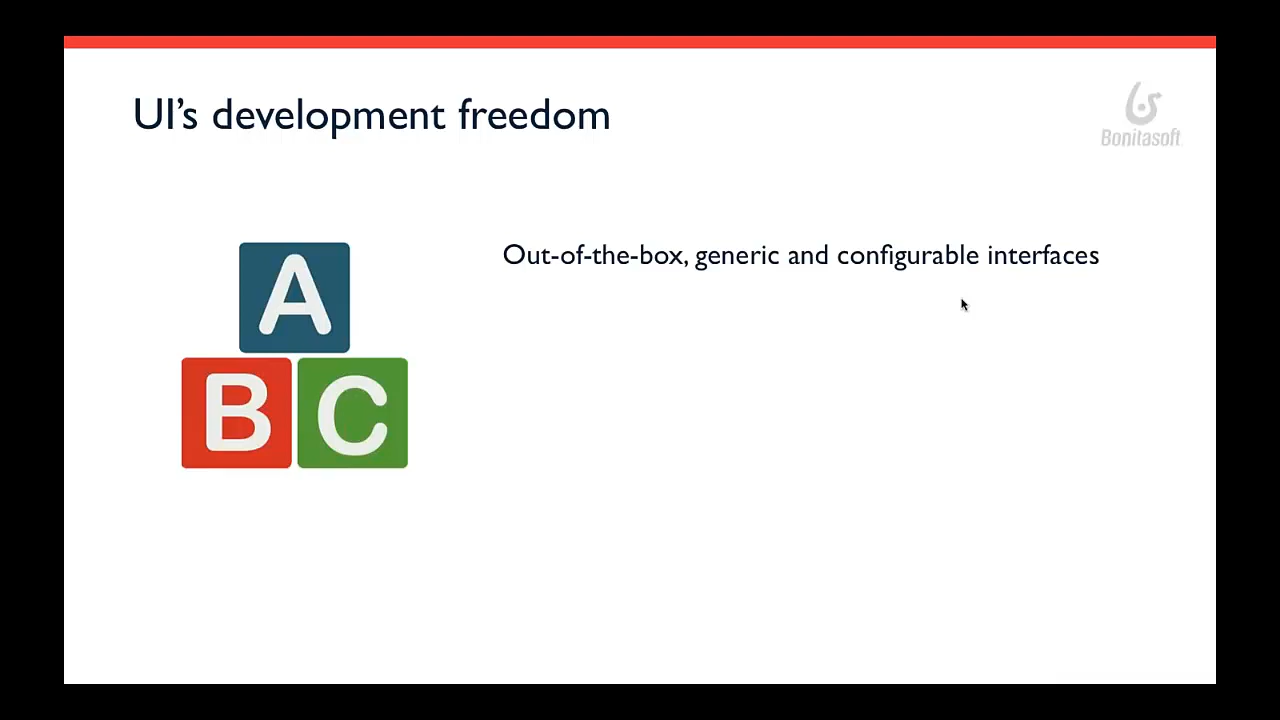 UI’s development freedom
Bonitasoft
Out-of-the-box, generic and configurable interfaces
A
B C